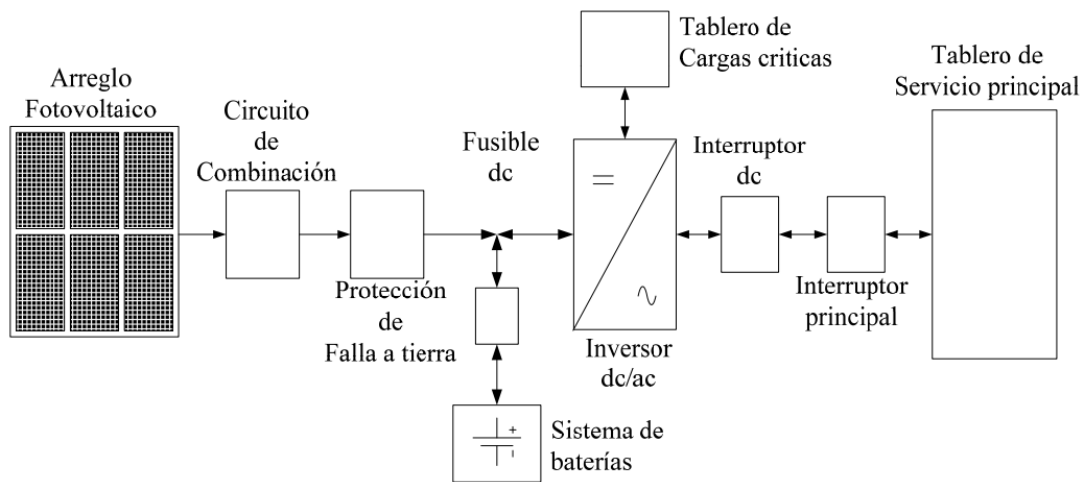 Arreglo
Fotovoltaico
Circuito
de
Combinación
Protección
de
Falla a tierra
Fusible
dc
Sistema de
baterías
+
-
Tablero de
Cargas criticas
Inversor
dc/ac
Interruptor
dc
Interruptor
principal
Tablero de
Servicio principal